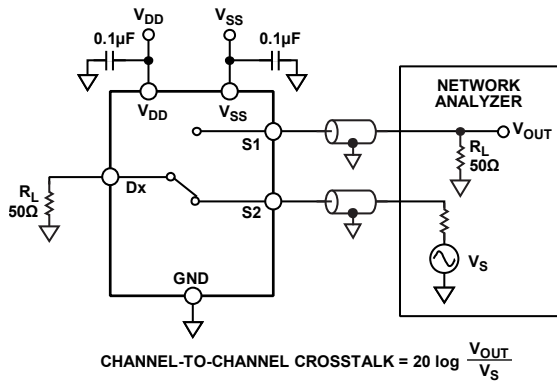 VDD
VSS
0.1µF
0.1µF
VDD
VSS
NETWORK
ANALYZER
S1
VOUT
RL
50Ω
RL
50Ω
Dx
S2
VS
GND
CHANNEL-TO-CHANNEL CROSSTALK = 20 log VOUT
VS